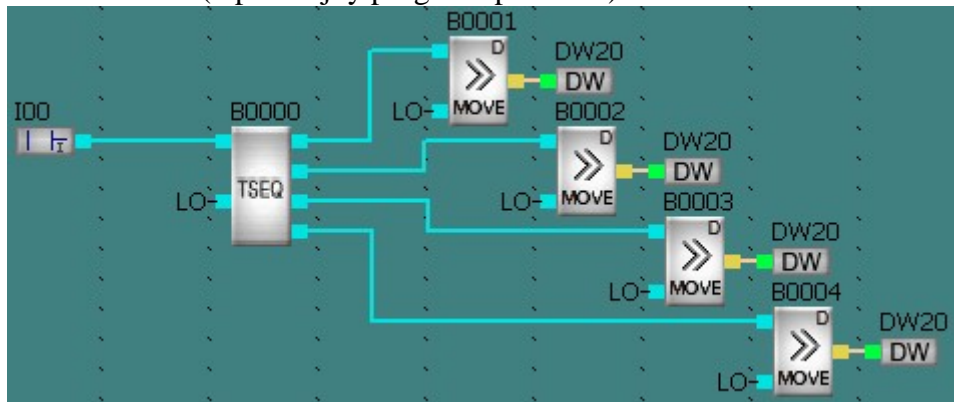 B0001
D
DW20
DW
I00
B0000
LO
MOVE
B0002
D
DW20
DW
TSEQ
LO
LO
MOVE
B0003
D
DW20
DW
LO
MOVE
B0004
D
DW20
DW
LO
MOVE